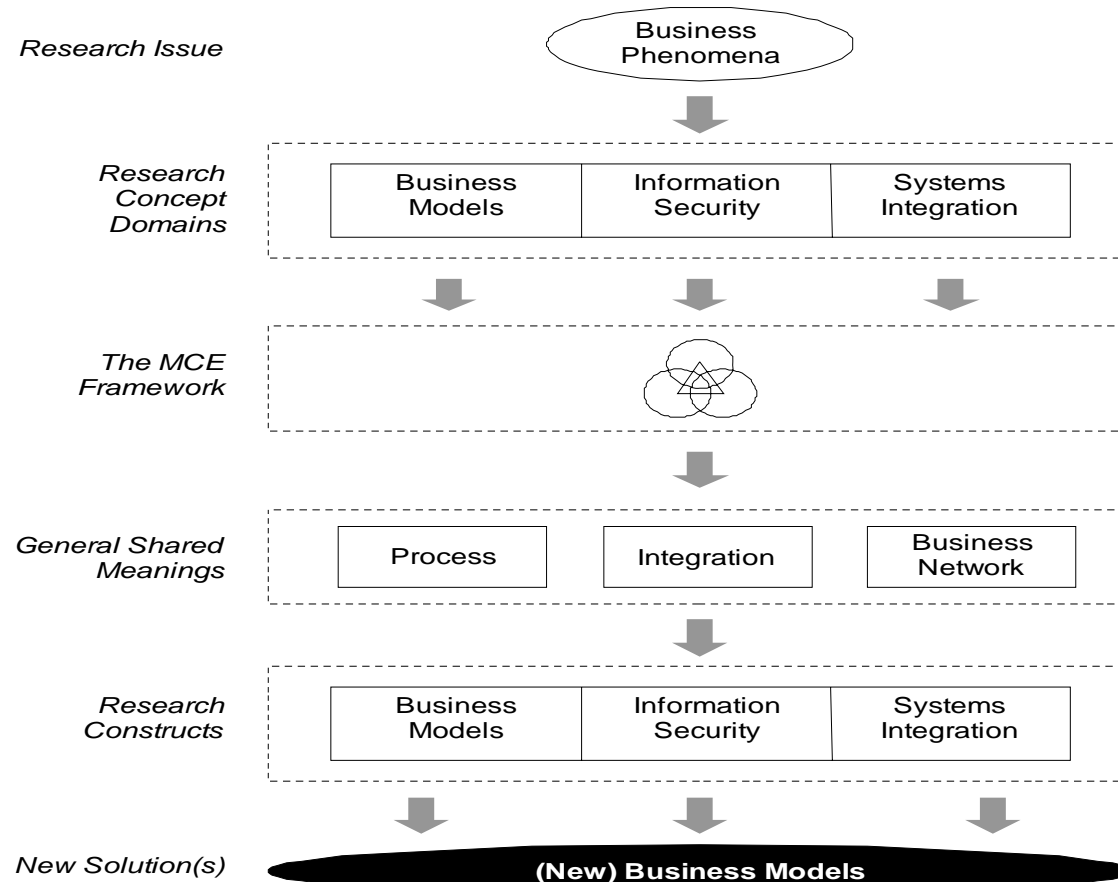 Research Issue
Business
Phenomena
Research
Concept
Domains
Business
Models
Information
Security
Systems
Integration
The MCE
Framework
General Shared
Meanings
Process
Integration
Business
Network
Research
Constructs
Business
Models
Information
Security
Systems
Integration
New Solution(s)
(New) Business Models